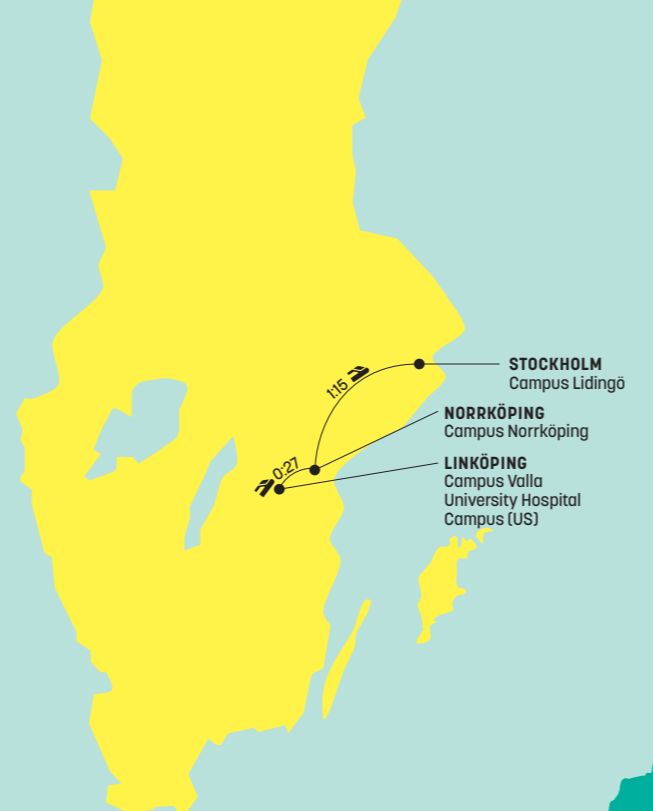 1:15
STOCKHOLM
Campus Lidingö
NORRKÖPING
Campus Norrköping
0:27
LINKÖPING
Campus Valla
University Hospital
Campus (US)